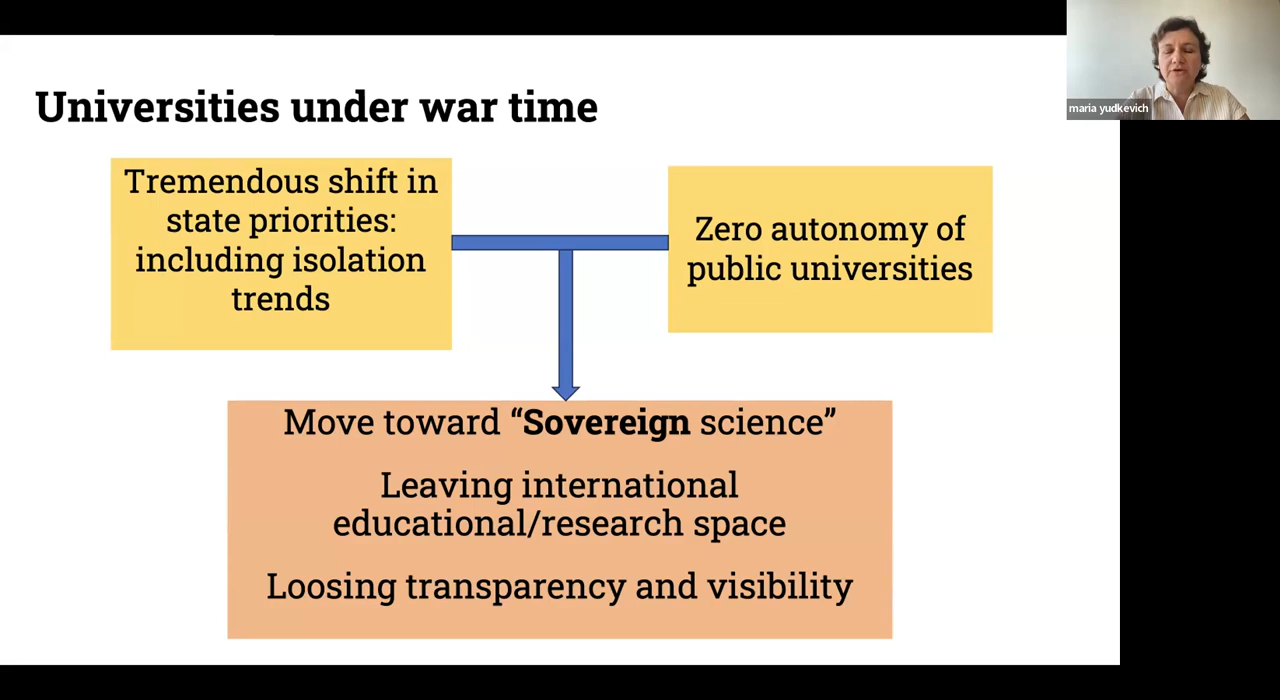 maria yudkevich
Universities under war time
Tremendous shift in
state priorities:
including isolation
trends
Zero autonomy of
public universities
Move toward “Sovereign science”
Leaving international
educational/research space
Loosing transparency and visibility